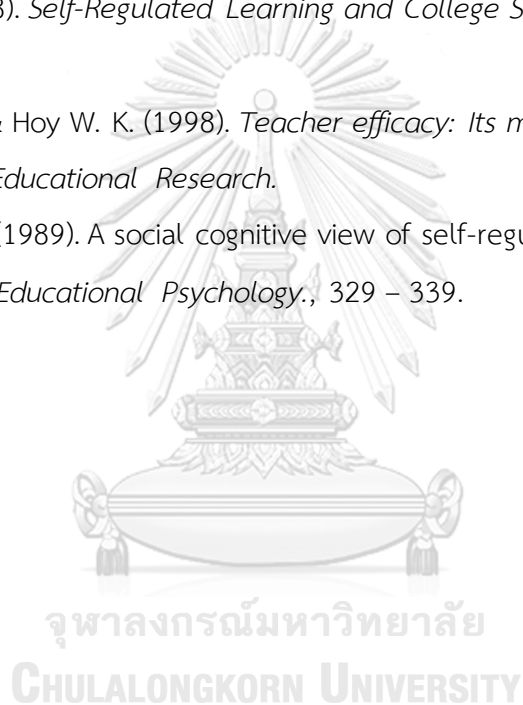 ). Self-Regulated Learning and College S
Hoy W. K. (1998). Teacher efficacy: Its m
Educational Research.
(1989). A social cognitive view of self-regu
Educational Psychology., 329 – 339.
จุฬาลงกรณ์มหาวิทยาลัย
CHULALONGKORN UNIVERSITY